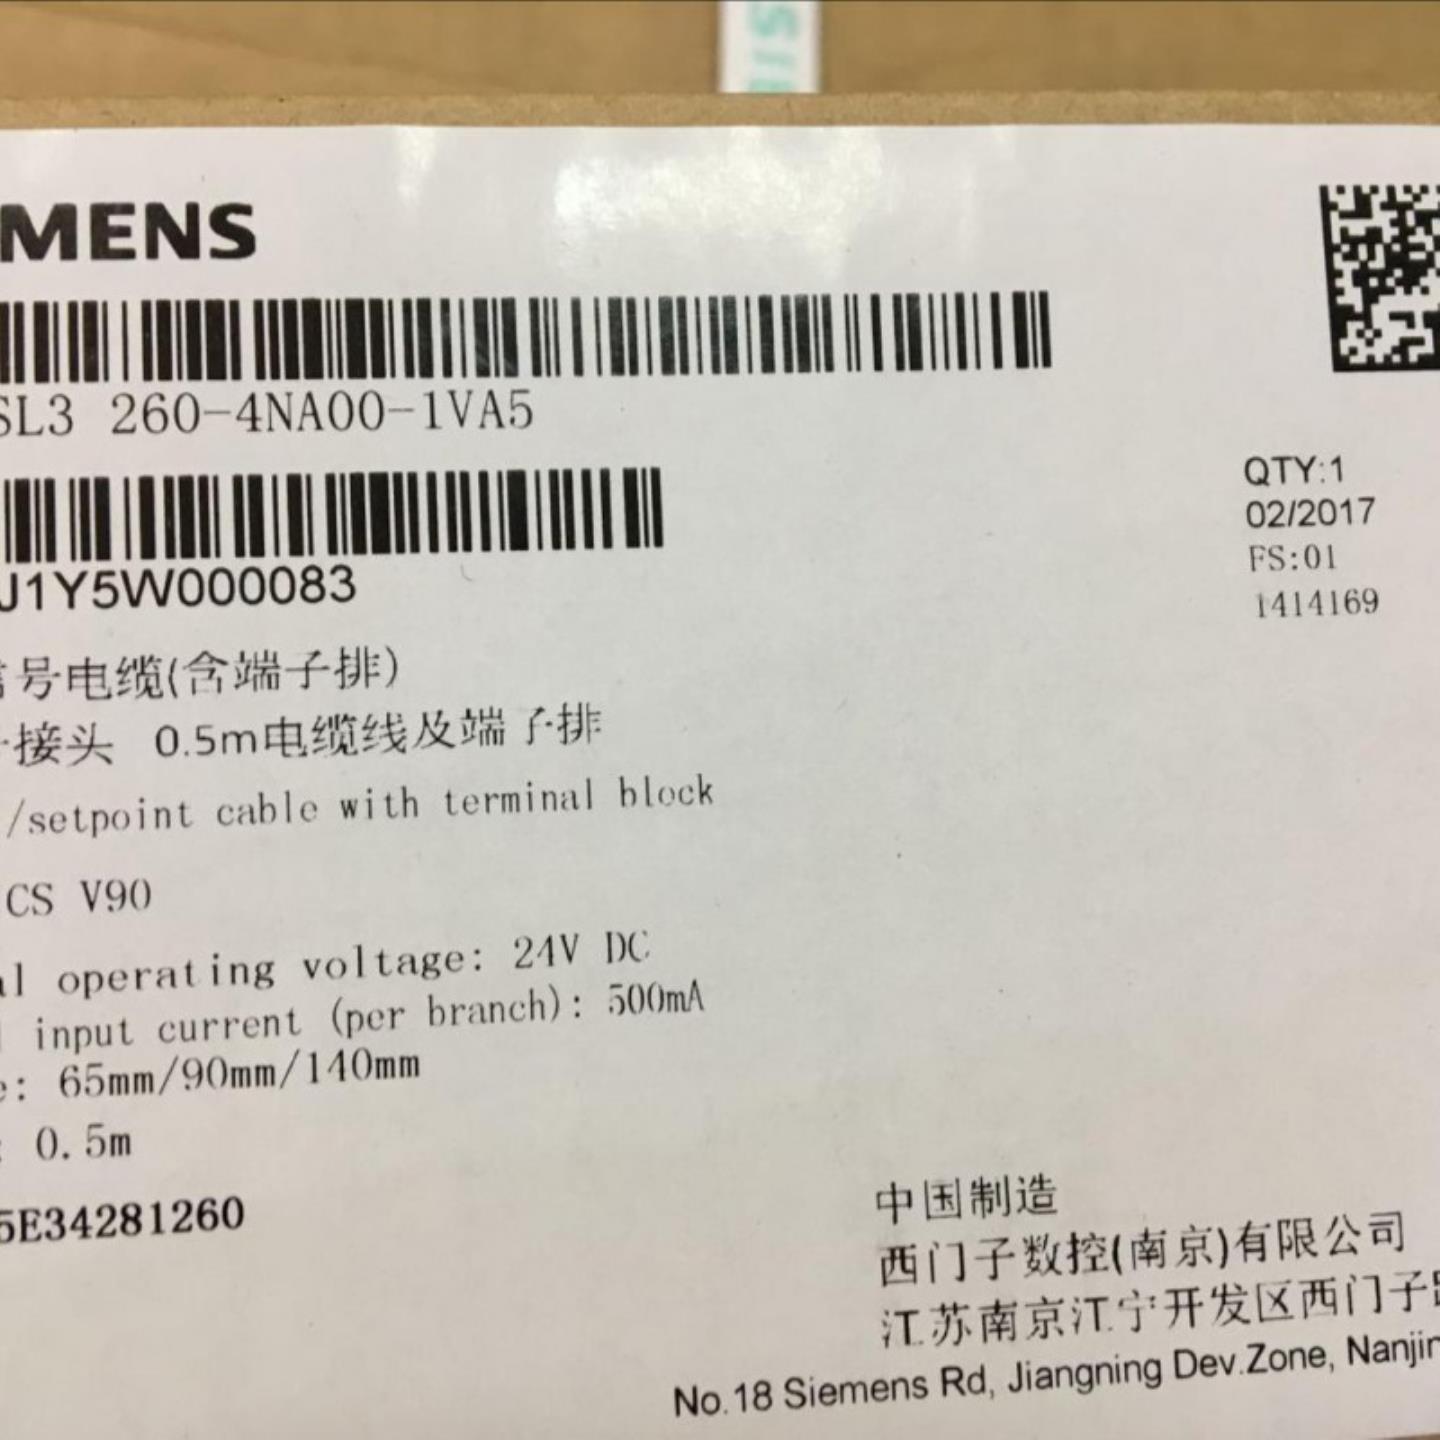 MENS
SL3 260-4NA00-1VA5
QTY:1
02/2017
FS:01
1414169
J1Y5W000083
号电缆(含端子排)
接头 0.5m电缆线及端子排
/setpoint cable with terminal block
CS V90
al operating voltage: 24V DC
input current (per branch): 500mA
e: 65mm/90mm/140mm
: 0.5m
5E34281260
中国制造
西门子数控(南京)有限公司
江苏南京江宁开发区西门子
No.18 Siemens Rd, Jiangning Dev.Zone, Nanjin